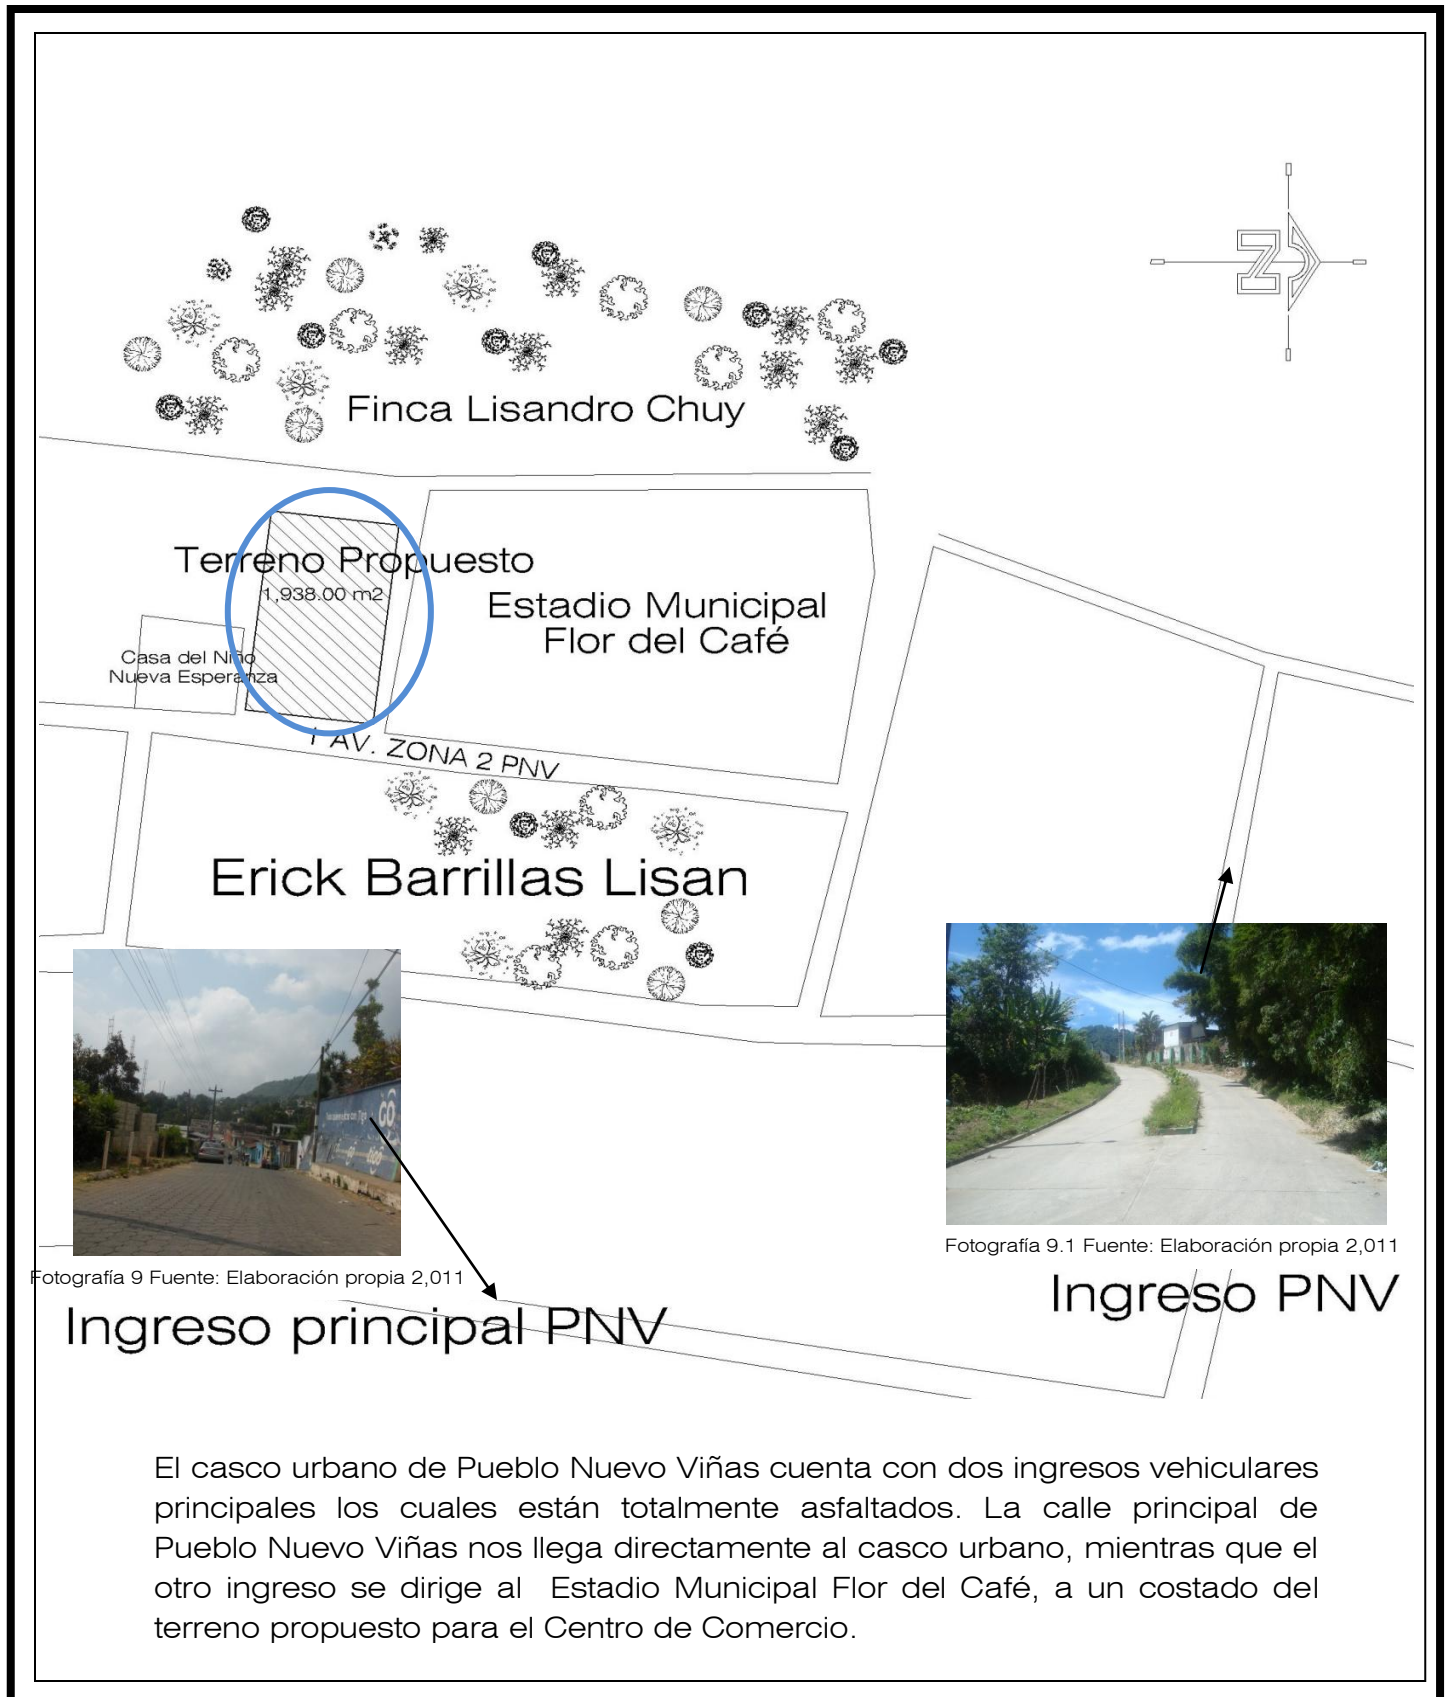 N
Finca Lisandro Chuy
Terreno Propuesto
1,938.00 m2
Estadio Municipal
Flor del Café
Casa del Niño
Nueva Esperanza
1 AV. ZONA 2 PNV
Erick Barrillas Lisan
GO
Tigo
Fotografía 9.1 Fuente: Elaboración propia 2,011
Fotografía 9 Fuente: Elaboración propia 2,011
Ingreso PNV
Ingreso principal PNV
El casco urbano de Pueblo Nuevo Viñas cuenta con dos ingresos vehiculares
principales los cuales están totalmente asfaltados. La calle principal de
Pueblo Nuevo Viñas nos llega directamente al casco urbano, mientras que el
otro ingreso se dirige al Estadio Municipal Flor del Café, a un costado del
terreno propuesto para el Centro de Comercio.